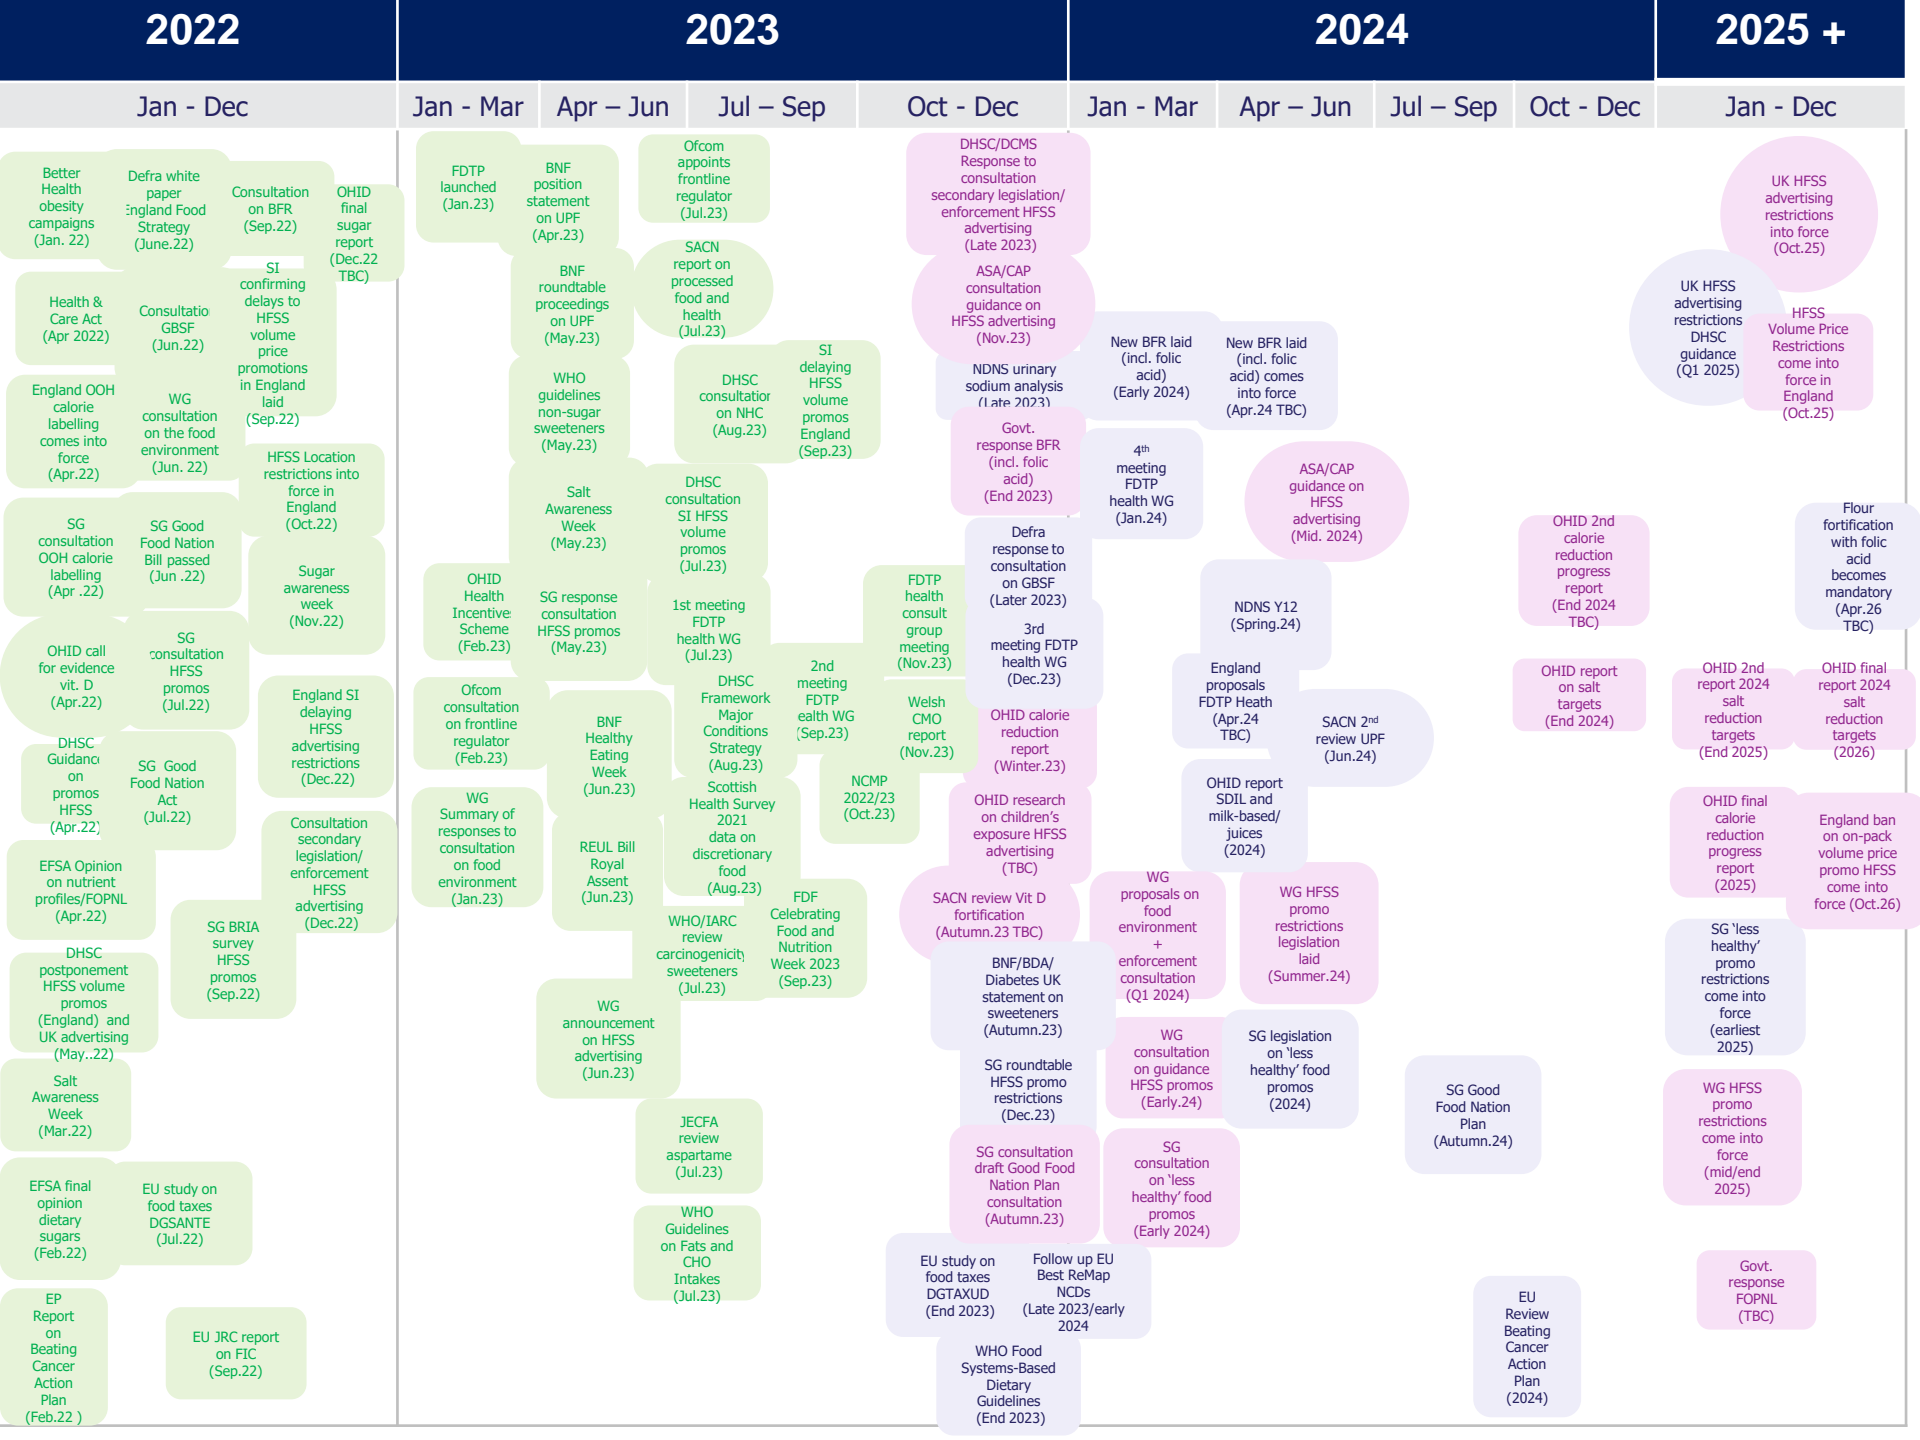 2022
2023
2024
2025 +
Jan - Dec
Jan - Mar
Apr – Jun
Jul – Sep
Oct - Dec
Jan - Mar
Apr – Jun
Jul – Sep
Oct - Dec
Jan - Dec
Better
Health
obesity
campaigns
(Jan. 22)
Defra white
paper
England Food
Strategy
(June.22)
Consultation
on BFR
(Sep.22)
OHID
final
sugar
report
(Dec.22
TBC)
Health &
Care Act
(Apr 2022)
Consultatio
GBSF
(Jun.22)
SI
confirming
delays to
HFSS
volume
price
promotions
in England
laid
(Sep.22)
England OOH
calorie
labelling
comes into
force
(Apr.22)
WG
consultation
on the food
environment
(Jun. 22)
HFSS Location
restrictions into
force in
England
(Oct.22)
SG
consultation
OOH calorie
labelling
(Apr .22)
SG Good
Food Nation
Bill passed
(Jun .22)
Sugar
awareness
week
(Nov.22)
OHID call
for evidence
vit. D
(Apr.22)
SG
consultation
HFSS
promos
(Jul.22)
England SI
delaying
HFSS
advertising
restrictions
(Dec.22)
DHSC
Guidanc
on
promos
HFSS
(Apr.22)
SG  Good
Food Nation
Act
(Jul.22)
Consultation
secondary
legislation/
enforcement
HFSS
advertising
(Dec.22)
EFSA Opinion
on nutrient
profiles/FOPNL
(Apr.22)
SG BRIA
survey
HFSS
promos
(Sep.22)
DHSC
postponement
HFSS volume
promos
(England)  and
UK advertising
(May..22)
Salt
Awareness
Week
(Mar.22)
EFSA final
opinion
dietary
sugars
(Feb.22)
EU study on
food taxes
DGSANTE
(Jul.22)
EP
Report
on
Beating
Cancer
Action
Plan
(Feb.22 )
EU JRC report
on FIC
(Sep.22)
FDTP
launched
(Jan.23)
BNF
position
statement
on UPF
(Apr.23)
Ofcom
appoints
frontline
regulator
(Jul.23)
BNF
roundtable
proceedings
on UPF
(May.23)
SACN
report on
processed
food and
health
(Jul.23)
WHO
guidelines
non-sugar
sweeteners
(May.23)
DHSC
consultation
on NHC
(Aug.23)
SI
delaying
HFSS
volume
promos
England
(Sep.23)
Salt
Awareness
Week
(May.23)
DHSC
consultation
SI HFSS
volume
promos
(Jul.23)
OHID
Health
Incentives
Scheme
(Feb.23)
SG response
consultation
HFSS promos
(May.23)
1st meeting
FDTP
health WG
(Jul.23)
FDTP
health
consult
group
meeting
(Nov.23)
Ofcom
consultation
on frontline
regulator
(Feb.23)
BNF
Healthy
Eating
Week
(Jun.23)
DHSC
Framework
Major
Conditions
Strategy
(Aug.23)
2nd
meeting
FDTP
ealth WG
(Sep.23)
Welsh
CMO
report
(Nov.23)
WG
Summary of
responses to
consultation
on food
environment
(Jan.23)
REUL Bill
Royal
Assent
(Jun.23)
Scottish
Health Survey
2021
data on
discretionary
food
(Aug.23)
NCMP
2022/23
(Oct.23)
WHO/IARC
review
carcinogenicity
sweeteners
(Jul.23)
FDF
Celebrating
Food and
Nutrition
Week 2023
(Sep.23)
WG
announcement
on HFSS
advertising
(Jun.23)
JECFA
review
aspartame
(Jul.23)
WHO
Guidelines
on Fats and
CHO
Intakes
(Jul.23)
DHSC/DCMS
Response to
consultation
secondary legislation/
enforcement HFSS
advertising
(Late 2023)
ASA/CAP
consultation
guidance on
HFSS advertising
(Nov.23)
NDNS urinary
sodium analysis
(Late 2023)
Govt.
response BFR
(incl. folic
acid)
(End 2023)
Defra
response to
consultation
on GBSF
(Later 2023)
3rd
meeting FDTP
health WG
(Dec.23)
OHID calorie
reduction
report
(Winter.23)
OHID research
on children's
exposure HFSS
advertising
(TBC)
SACN review Vit D
fortification
(Autumn.23 TBC)
BNF/BDA/
Diabetes UK
statement on
sweeteners
(Autumn.23)
SG roundtable
HFSS promo
restrictions
(Dec.23)
SG consultation
draft Good Food
Nation Plan
consultation
(Autumn.23)
EU study on
food taxes
DGTAXUD
(End 2023)
Follow up EU
Best ReMap
NCDs
(Late 2023/early
2024
WHO Food
Systems-Based
Dietary
Guidelines
(End 2023)
New BFR laid
(incl. folic
acid)
(Early 2024)
New BFR laid
(incl. folic
acid) comes
into force
(Apr.24 TBC)
4th
meeting
FDTP
health WG
(Jan.24)
ASA/CAP
guidance on
HFSS
advertising
(Mid. 2024)
NDNS Y12
(Spring.24)
England
proposals
FDTP Heath
(Apr.24
TBC)
SACN 2nd
review UPF
(Jun.24)
OHID report
SDIL and
milk-based/
juices
(2024)
WG
proposals on
food
environment
+
enforcement
consultation
(Q1 2024)
WG HFSS
promo
restrictions
legislation
laid
(Summer.24)
WG
consultation
on guidance
HFSS promos
(Early.24)
SG legislation
on 'less
healthy' food
promos
(2024)
SG
consultation
on 'less
healthy' food
promos
(Early 2024)
SG Good
Food Nation
Plan
(Autumn.24)
EU
Review
Beating
Cancer
Action
Plan
(2024)
OHID 2nd
calorie
reduction
progress
report
(End 2024
TBC)
OHID report
on salt
targets
(End 2024)
UK HFSS
advertising
restrictions
into force
(Oct.25)
UK HFSS
advertising
restrictions
DHSC
guidance
(Q1 2025)
HFSS
Volume Price
Restrictions
come into
force in
England
(Oct.25)
Flour
fortification
with folic
acid
becomes
mandatory
(Apr.26
TBC)
OHID 2nd
report 2024
salt
reduction
targets
(End 2025)
OHID final
report 2024
salt
reduction
targets
(2026)
OHID final
calorie
reduction
progress
report
(2025)
England ban
on on-pack
volume price
promo HFSS
come into
force (Oct.26)
SG 'less
healthy'
promo
restrictions
come into
force
(earliest
2025)
WG HFSS
promo
restrictions
come into
force
(mid/end
2025)
Govt.
response
FOPNL
(TBC)